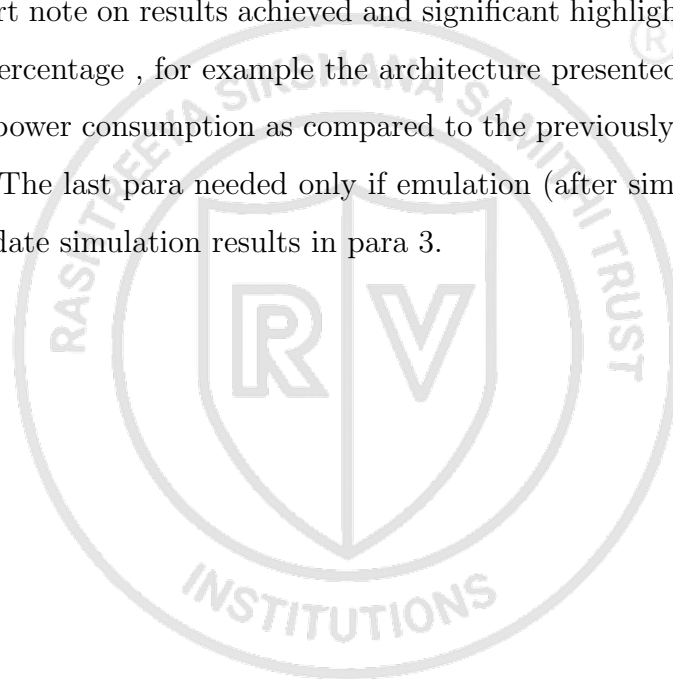 rt note on results achieved and significant highligh
ercentage , for example the architecture presented
power consumption as compared to the previously
The last para needed only if emulation (after sim
date simulation results in para 3.
RASHTREEYA SIKSHANA SAMITHI TRUST
®
R V
INSTITUTIONS